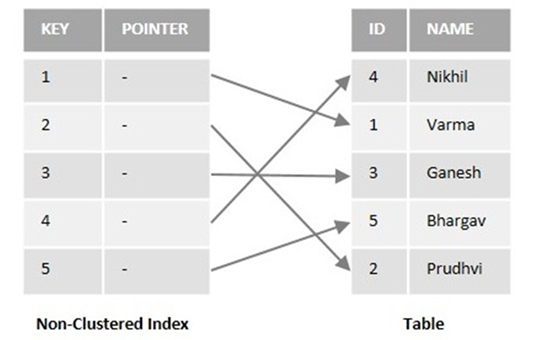 KEY POINTER ID NAME
1 - 4 Nikhil
2 - 1 Varma
3 - 3 Ganesh
4 - 5 Bhargav
5 - 2 Prudhvi
Non-Clustered Index Table